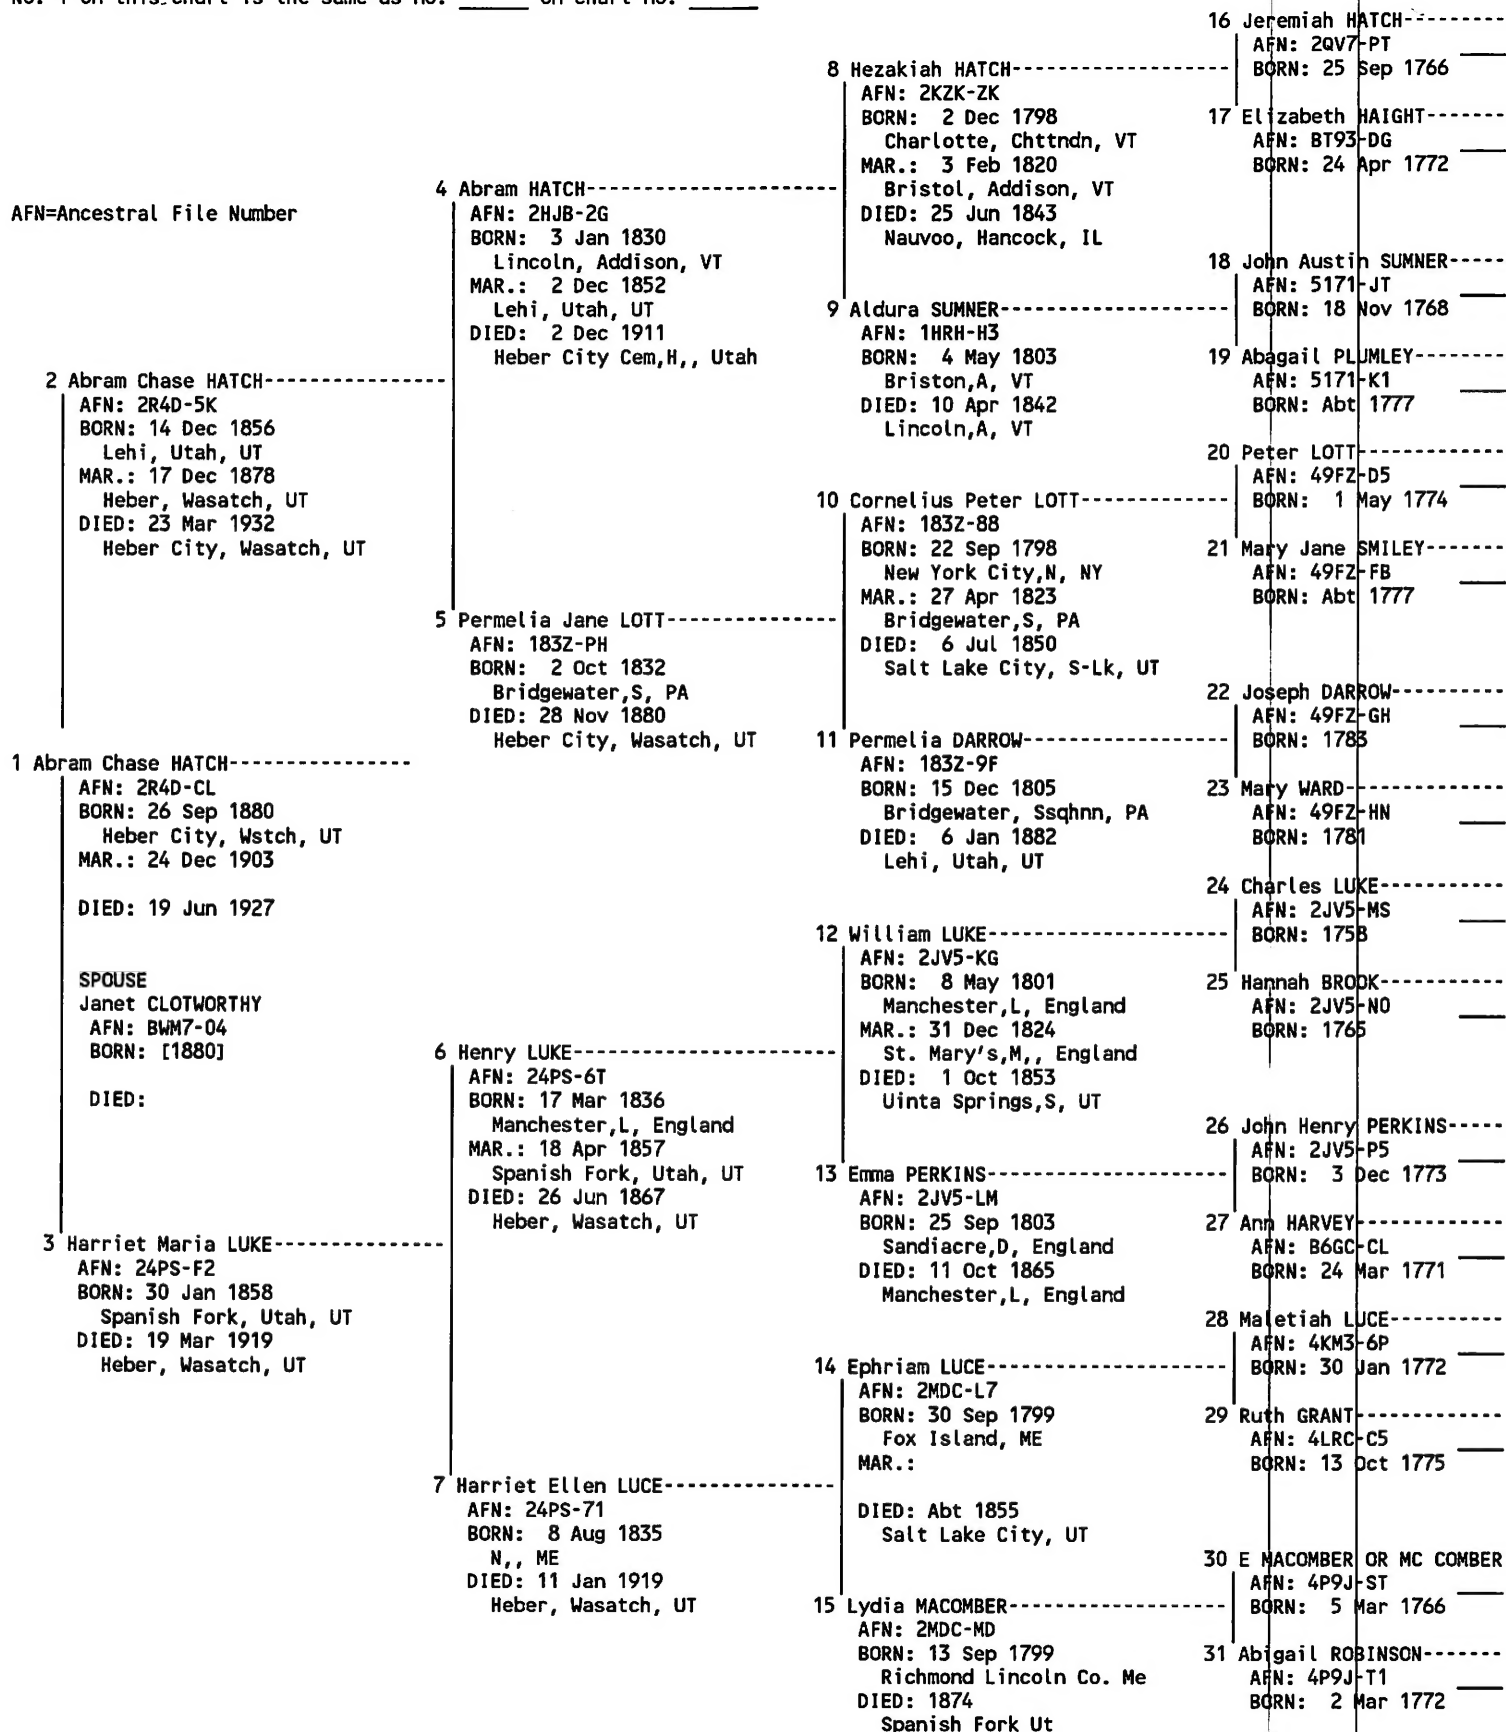 No. 1 on this chart is the same as no. ______ on chart no. ______
AFN=Ancestral File Number
1 Abram Chase HATCH---------------
AFN: 2R4D-CL
BORN: 26 Sep 1880
Heber City, Wstch, UT
MAR.: 24 Dec 1903
DIED: 19 Jun 1927
SPOUSE
Janet CLOTWORTHY
AFN: BWM7-04
BORN: [1880]
DIED:
2 Abram Chase HATCH---------------
AFN: 2R4D-5K
BORN: 14 Dec 1856
Lehi, Utah, UT
MAR.: 17 Dec 1878
Heber, Wasatch, UT
DIED: 23 Mar 1932
Heber City, Wasatch, UT
3 Harriet Maria LUKE--------------
AFN: 24PS-F2
BORN: 30 Jan 1858
Spanish Fork, Utah, UT
DIED: 19 Mar 1919
Heber, Wasatch, UT
4 Abram HATCH---------------------
AFN: 2HJB-2G
BORN: 3 Jan 1830
Lincoln, Addison, VT
MAR.: 2 Dec 1852
Lehi, Utah, UT
DIED: 2 Dec 1911
Heber City Cem,H,, Utah
5 Permelia Jane LOTT--------------
AFN: 183Z-PH
BORN: 2 Oct 1832
Bridgewater,S, PA
DIED: 28 Nov 1880
Heber City, Wasatch, UT
6 Henry LUKE----------------------
AFN: 24PS-6T
BORN: 17 Mar 1836
Manchester,L, England
MAR.: 18 Apr 1857
Spanish Fork, Utah, UT
DIED: 26 Jun 1867
Heber, Wasatch, UT
7 Harriet Ellen LUCE--------------
AFN: 24PS-71
BORN: 8 Aug 1835
N,, ME
DIED: 11 Jan 1919
Heber, Wasatch, UT
8 Hezakiah HATCH------------------
AFN: 2KZK-ZK
BORN: 2 Dec 1798
Charlotte, Chttndn, VT
MAR.: 3 Feb 1820
Bristol, Addison, VT
DIED: 25 Jun 1843
Nauvoo, Hancock, IL
9 Aldura SUMNER-------------------
AFN: 1HRH-H3
BORN: 4 May 1803
Briston,A, VT
DIED: 10 Apr 1842
Lincoln,A, VT
10 Cornelius Peter LOTT------------
AFN: 183Z-88
BORN: 22 Sep 1798
New York City,N, NY
MAR.: 27 Apr 1823
Bridgewater,S, PA
DIED: 6 Jul 1850
Salt Lake City, S-Lk, UT
11 Permelia DARROW-----------------
AFN: 183Z-9F
BORN: 15 Dec 1805
Bridgewater, Ssqhnn, PA
DIED: 6 Jan 1882
Lehi, Utah, UT
12 William LUKE--------------------
AFN: 2JV5-KG
BORN: 8 May 1801
Manchester,L, England
MAR.: 31 Dec 1824
St. Mary's,M,, England
DIED: 1 Oct 1853
Uinta Springs,S, UT
13 Emma PERKINS--------------------
AFN: 2JV5-LM
BORN: 25 Sep 1803
Sandiacre,D, England
DIED: 11 Oct 1865
Manchester,L, England
14 Ephriam LUCE--------------------
AFN: 2MDC-L7
BORN: 30 Sep 1799
Fox Island, ME
MAR.:
DIED: Abt 1855
Salt Lake City, UT
15 Lydia MACOMBER------------------
AFN: 2MDC-MD
BORN: 13 Sep 1799
Richmond Lincoln Co. Me
DIED: 1874
Spanish Fork Ut
16 Jeremiah HATCH--------
AFN: 2QV7-PT
BORN: 25 Sep 1766
17 Elizabeth HAIGHT-------
AFN: BT93-DG
BORN: 24 Apr 1772
18 John Austin SUMNER-----
AFN: 5171-JT
BORN: 18 Nov 1768
19 Abagail PLUMLEY--------
AFN: 5171-K1
BORN: Abt 1777
20 Peter LOTT-------------
AFN: 49FZ-D5
BORN: 1 May 1774
21 Mary Jane SMILEY-------
AFN: 49FZ-FB
BORN: Abt 1777
22 Joseph DARROW----------
AFN: 49FZ-GH
BORN: 1783
23 Mary WARD--------------
AFN: 49FZ-HN
BORN: 1781
24 Charles LUKE-----------
AFN: 2JV5-MS
BORN: 1758
25 Hannah BROOK-----------
AFN: 2JV5-N0
BORN: 1765
26 John Henry PERKINS-----
AFN: 2JV5-P5
BORN: 3 Dec 1773
27 Ann HARVEY-------------
AFN: B6GC-CL
BORN: 24 Mar 1771
28 Maletiah LUCE----------
AFN: 4KM3-6P
BORN: 30 Jan 1772
29 Ruth GRANT-------------
AFN: 4LRC-C5
BORN: 13 Oct 1775
30 E MACOMBER OR MC COMBER
AFN: 4P9J-ST
BORN: 5 Mar 1766
31 Abigail ROBINSON-------
AFN: 4P9J-T1
BORN: 2 Mar 1772